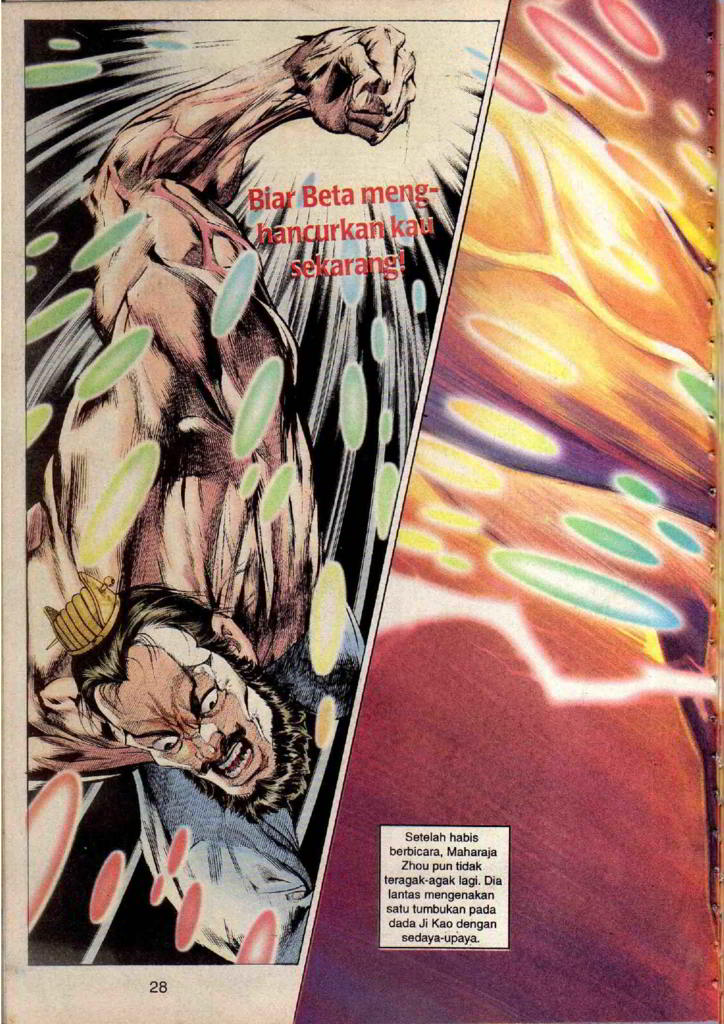 Biar Beta meng-
hancurkan kau
sekarang!
Setelah habis
berbicara, Maharaja
Zhou pun tidak
teragak-agak lagi. Dia
lantas mengenakan
satu tumbukan pada
dada Ji Kao dengan
sedaya-upaya.
28